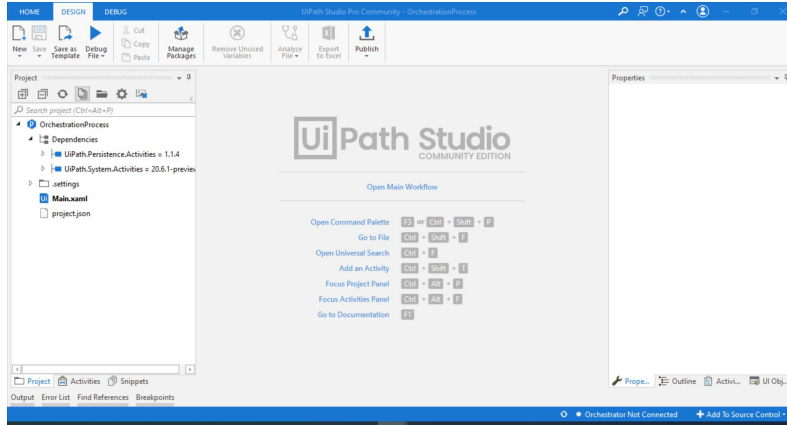 HOME DESIGN DEBUG UiPath Studio Pro Community - OrchestrationProcess
New Save Save as Template Debug File Cut Copy Paste Manage Packages Remove Unused Variables Analyze File Export to Excel Publish
Project
Search project (Ctrl+Alt+P)
OrchestrationProcess
Dependencies
UiPath.Persistence.Activities = 1.1.4
UiPath.System.Activities = 20.6.1-preview
.settings
Main.xaml
project.json
UiPath Studio
COMMUNITY EDITION
Open Main Workflow
Open Command Palette F3 or Ctrl + Shift + P
Go to File Ctrl + Shift + F
Open Universal Search Ctrl + F
Add an Activity Ctrl + Shift + T
Focus Project Panel Ctrl + Alt + P
Focus Activities Panel Ctrl + Alt + F
Go to Documentation F1
Properties
Project Activities Snippets
Prope... Outline Activi... UI Obj...
Output Error List Find References Breakpoints
Orchestrator Not Connected Add To Source Control